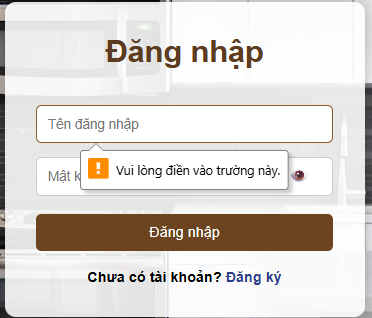 Đăng nhập
Tên đăng nhập
Vui lòng điền vào trường này.
Mật k
Đăng nhập
Chưa có tài khoản? Đăng ký